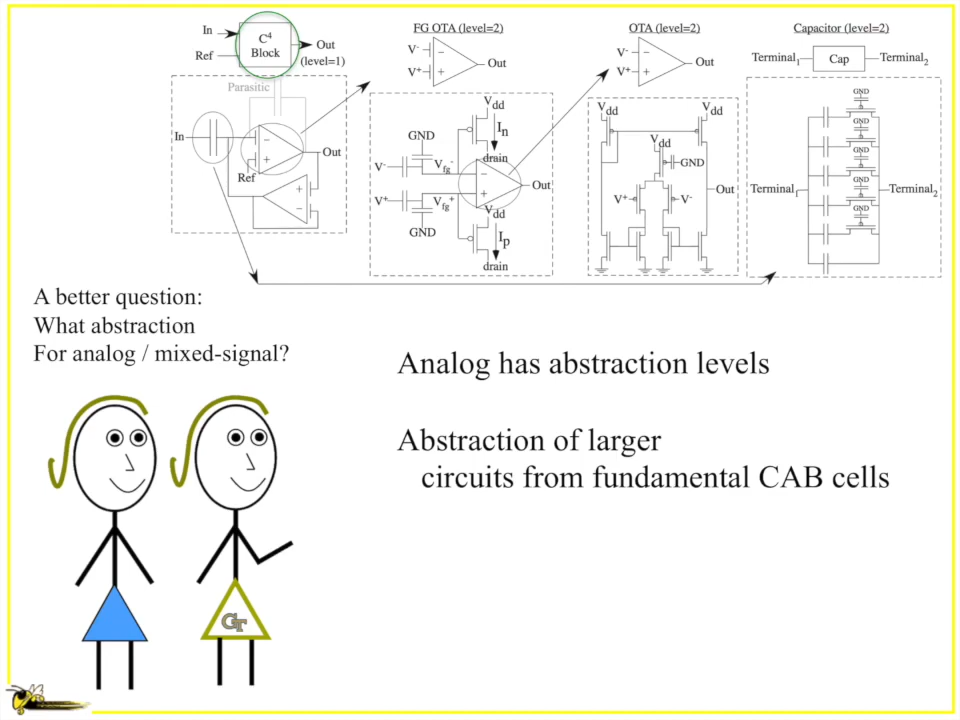 In
Ref
C⁴
Block
Out
(level=1)
FG OTA (level=2)
V-
V+
Out
OTA (level=2)
V-
V+
Out
Capacitor (level=2)
Terminal₁
Cap
Terminal₂
Parasitic
In
Ref
Out
Vdd
In
drain
GND
V-
Vfg-
V+
Vfg+
GND
Out
Vdd
Ip
drain
Vdd
Vdd
Vdd
GND
V+
V-
Out
GND
GND
GND
GND
GND
Terminal₁
Terminal₂
A better question:
What abstraction
For analog / mixed-signal?
Analog has abstraction levels
Abstraction of larger
circuits from fundamental CAB cells
GT